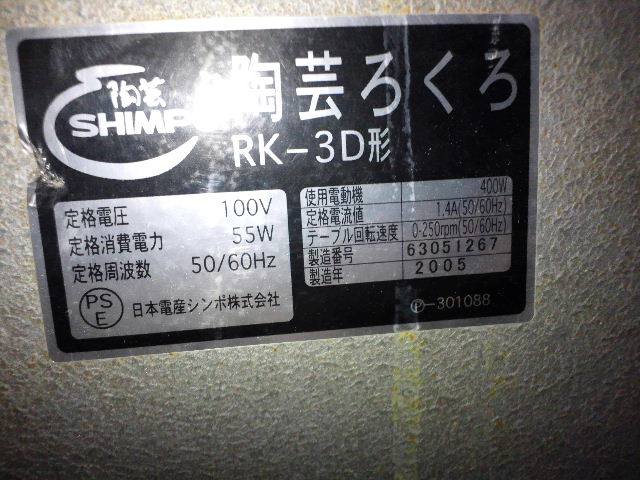 陶芸
SHIMPO
陶芸ろくろ
RK-3D形
定格電圧 100V
定格消費電力 55W
定格周波数 50/60Hz
PSE 日本電産シンポ株式会社
使用電動機 400W
定格電流値 1.4A(50/60Hz)
テーブル回転速度 0-250rpm(50/60Hz)
製造番号 63051267
製造年 2005
Ⓟ-301088